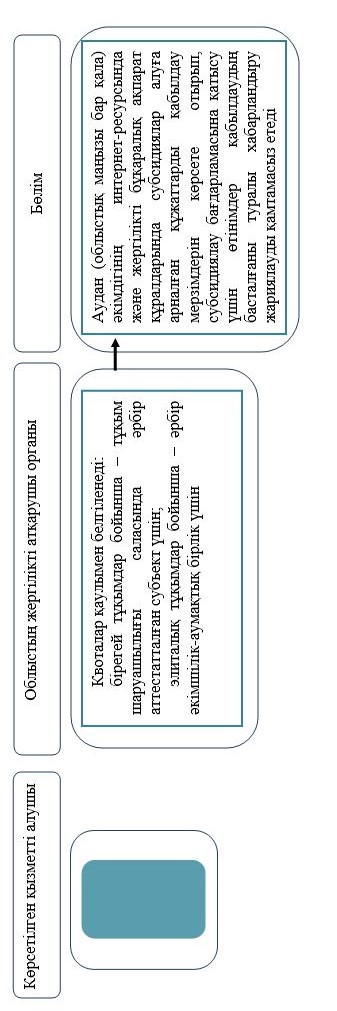 Көрсетілген қызметті алушы
Облыстың жергілікті атқарушы органы
Бөлім
Квоталар қаулымен белгіленеді:
бірегей тұқымдар бойынша – тұқым
шаруашылығы саласында әрбір
аттестатталған субъект үшін;
элиталық тұқымдар бойынша – әрбір
әкімшілік-аумақтық бірлік үшін
Аудан (облыстық маңызы бар қала)
әкімдігінің интернет-ресурсында
және жергілікті бұқаралық ақпарат
құралдарында субсидиялар алуға
арналған құжаттарды қабылдау
мерзімдерін көрсете отырып,
субсидиялау бағдарламасына қатысу
үшін өтінімдер қабылдаудың
басталғаны туралы хабарландыру
жариялауды қамтамасыз етеді